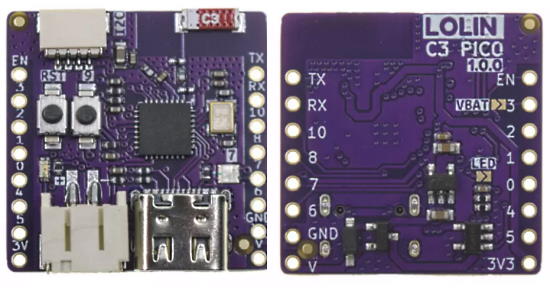 I2C
C3
EN
RST
9
TX
3
RX
2
10
1
8
0
7
7
4
6
5
GND
3V
V
+
LOLIN
C3 PICO
1.0.0
TX
EN
RX
VBAT
3
10
2
8
1
LED
7
0
6
4
GND
5
V
3V3